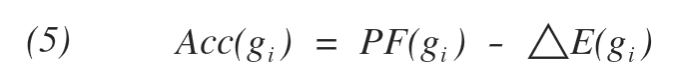 (5) Acc(gᵢ) = PF(gᵢ) - △E(gᵢ)